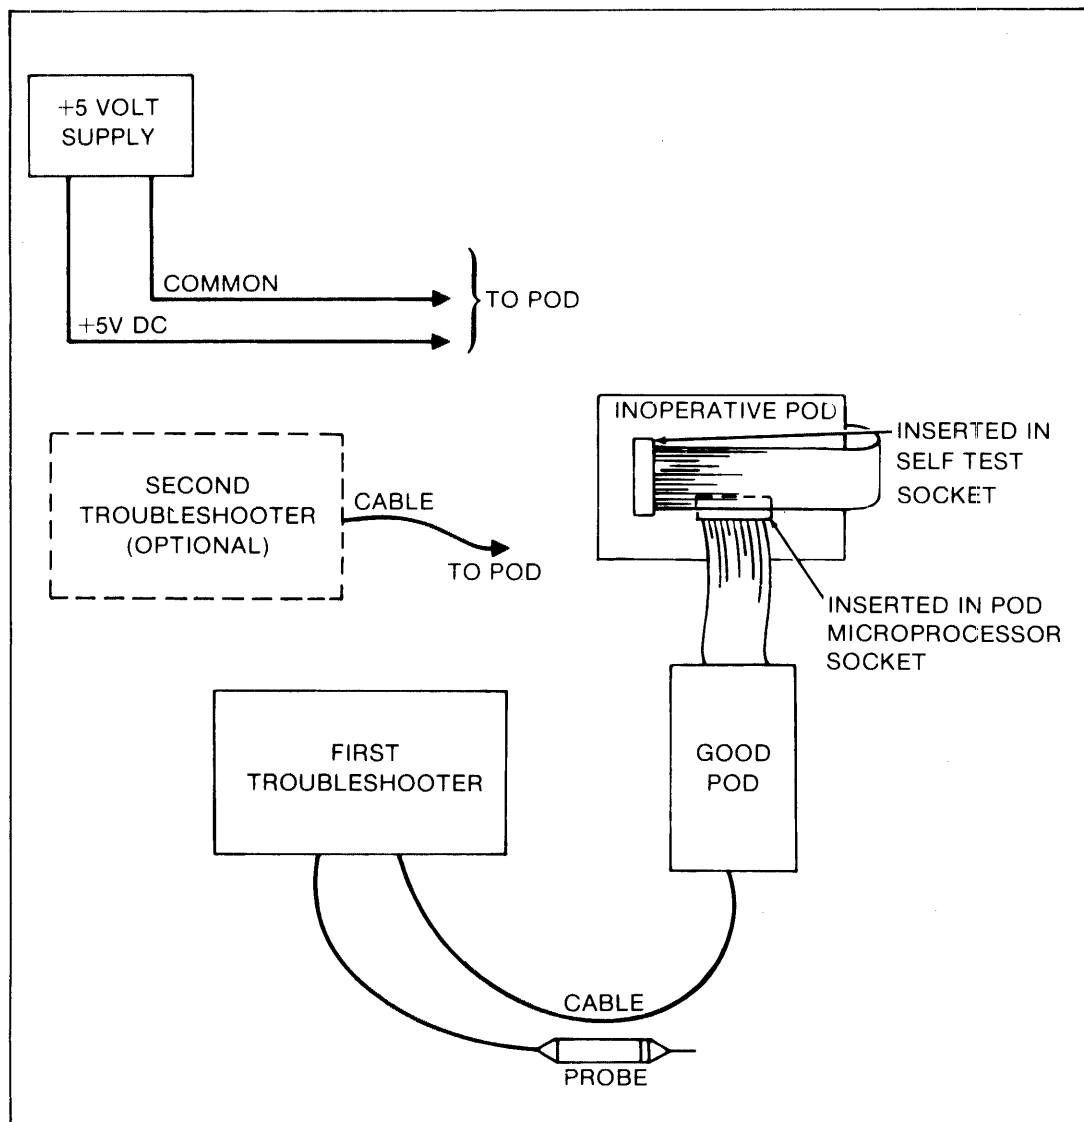 +5 VOLT
SUPPLY
COMMON
+5V DC
TO POD
INOPERATIVE POD
INSERTED IN
SELF TEST
SOCKET
SECOND
TROUBLESHOOTER
(OPTIONAL)
CABLE
TO POD
INSERTED IN POD
MICROPROCESSOR
SOCKET
FIRST
TROUBLESHOOTER
GOOD
POD
CABLE
PROBE